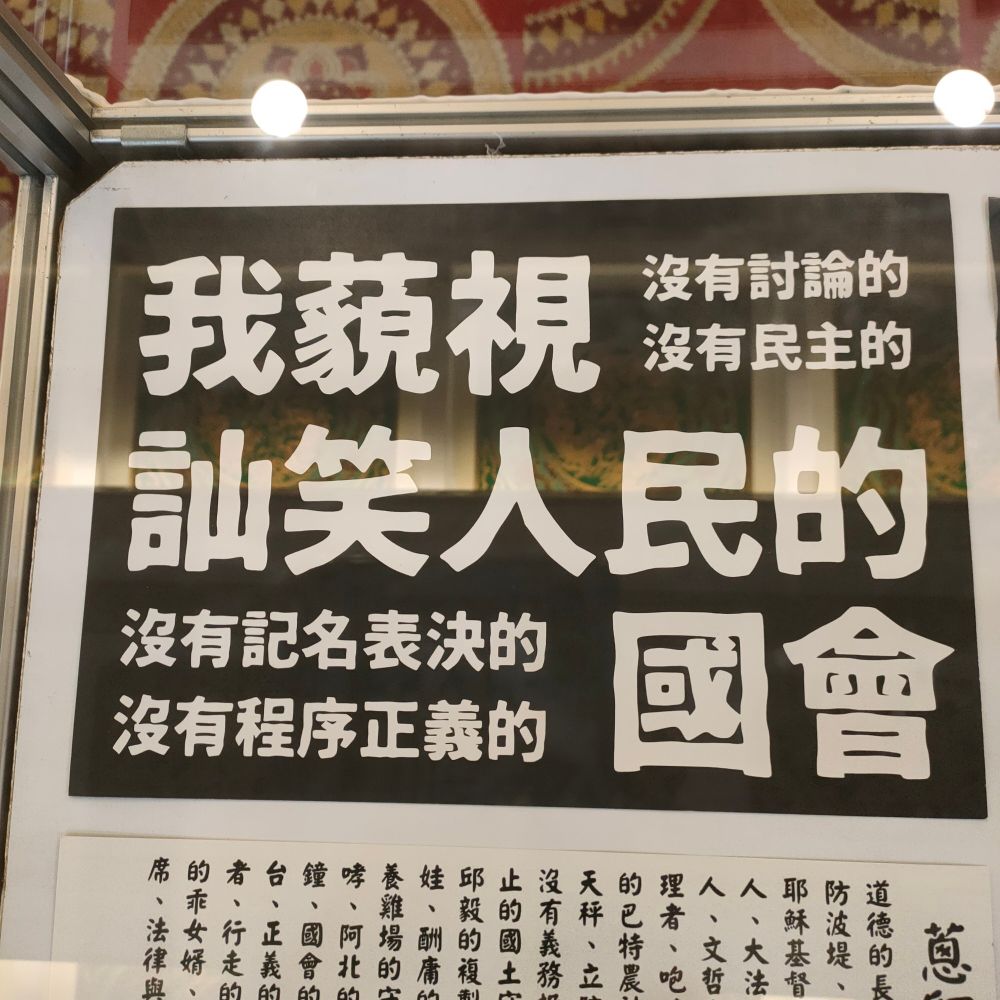 我藐視
沒有討論的
沒有民主的
訕笑人民的
沒有記名表決的
沒有程序正義的
國會
蔥
道德的長
防波堤、
耶穌基督
人、大法
人、文哲
理者、咆
的巴特農
天秤、立
沒有義務
止的國土
邱毅的複製
娃、酬庸的
養雞場的守
哮、阿北的
鐘、國會的
台、正義的
者、行走的
的乖女婿、
席、法律與